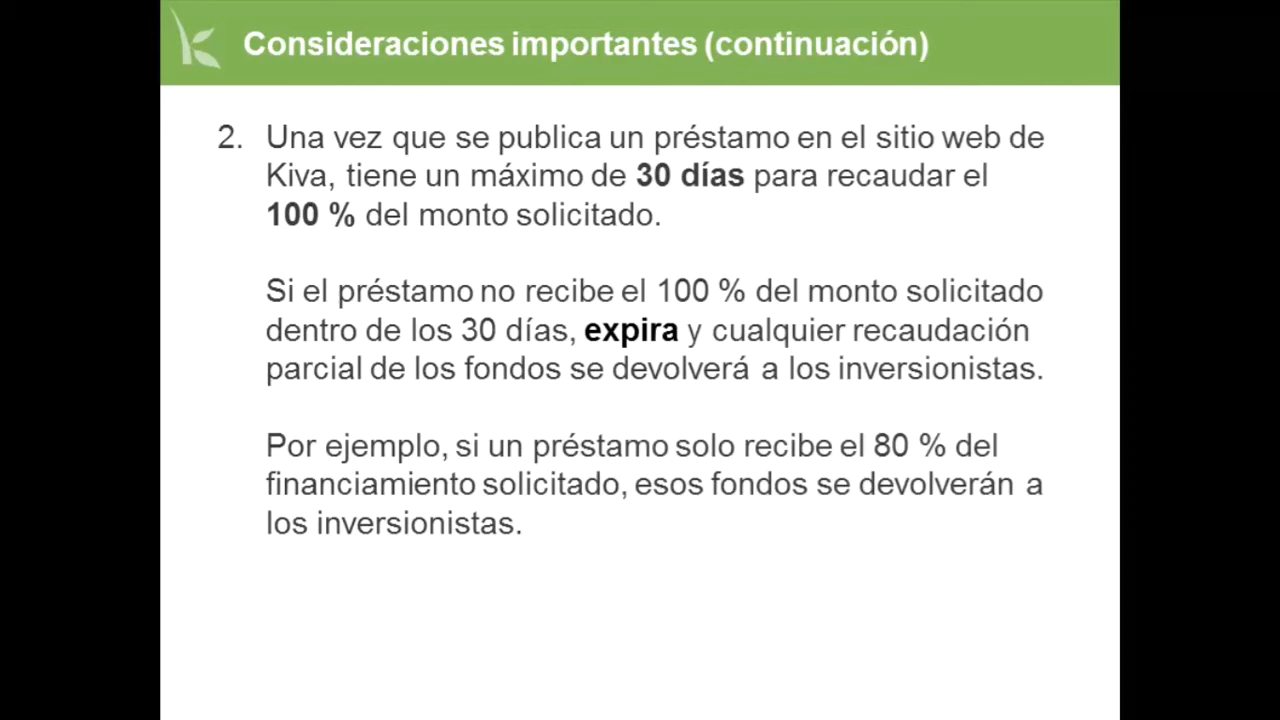 Consideraciones importantes (continuación)
2. Una vez que se publica un préstamo en el sitio web de
Kiva, tiene un máximo de 30 días para recaudar el
100 % del monto solicitado.
Si el préstamo no recibe el 100 % del monto solicitado
dentro de los 30 días, expira y cualquier recaudación
parcial de los fondos se devolverá a los inversionistas.
Por ejemplo, si un préstamo solo recibe el 80 % del
financiamiento solicitado, esos fondos se devolverán a
los inversionistas.